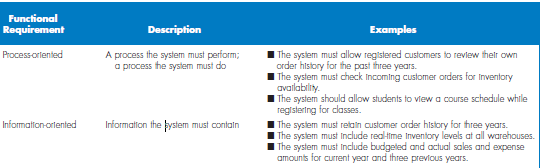 Functional
Requirement Description Examples
Process-oriented A process the system must perform; ■ The system must allow registered customers to review their own
a process the system must do order history for the past three years.
■ The system must check incoming customer orders for inventory
availability.
■ The system should allow students to view a course schedule while
registering for classes.
Information-oriented Information the system must contain ■ The system must retain customer order history for three years.
■ The system must include real-time inventory levels at all warehouses.
■ The system must include budgeted and actual sales and expense
amounts for current year and three previous years.